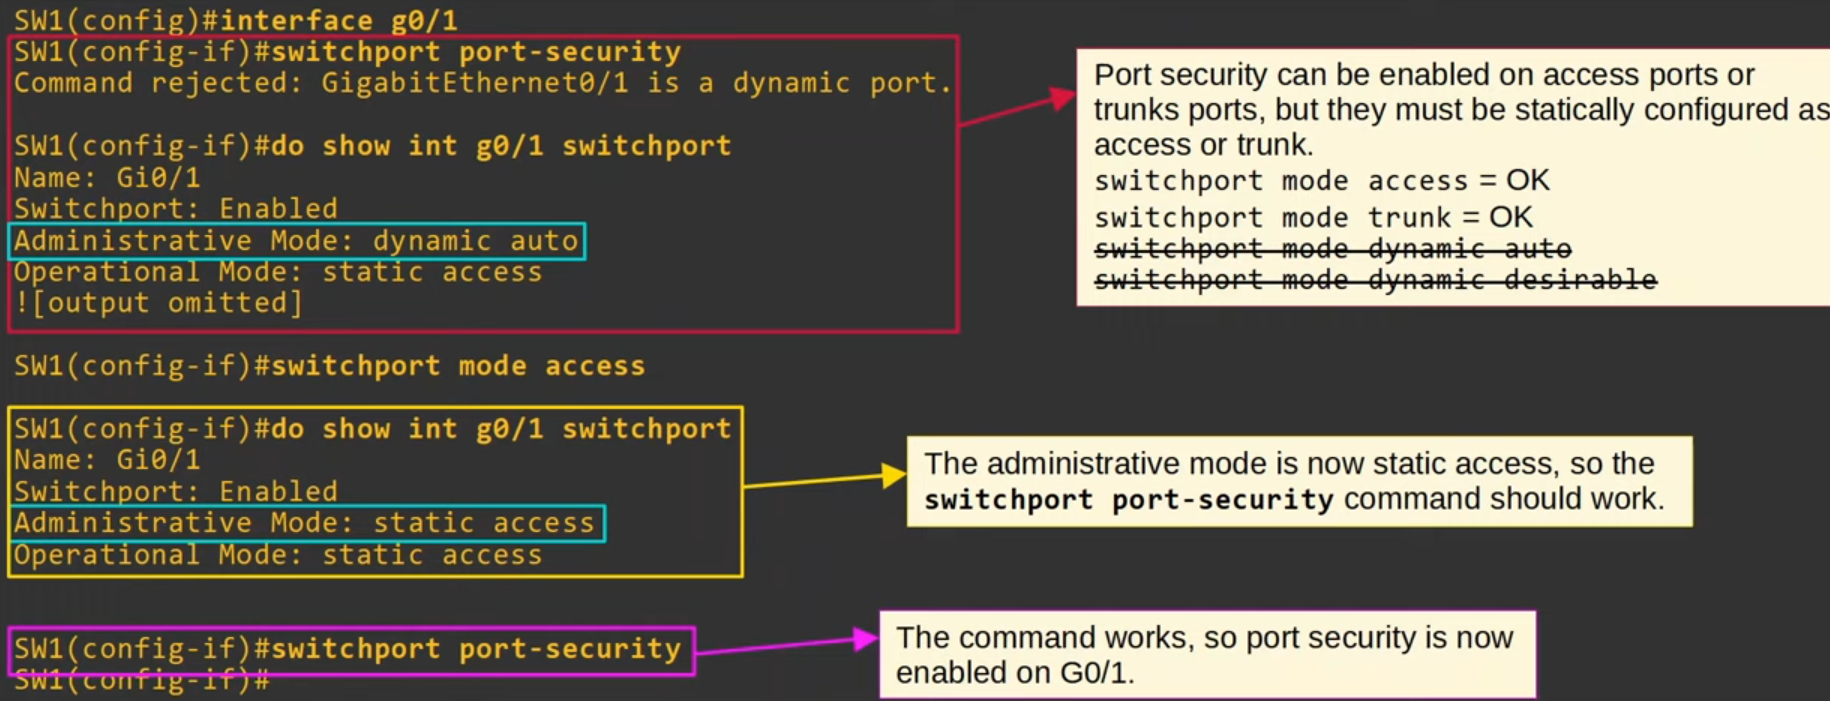 SW1(config)#interface g0/1
SW1(config-if)#switchport port-security
Command rejected: GigabitEthernet0/1 is a dynamic port.
SW1(config-if)#do show int g0/1 switchport
Name: Gi0/1
Switchport: Enabled
Administrative Mode: dynamic auto
Operational Mode: static access
![output omitted]
Port security can be enabled on access ports or
trunks ports, but they must be statically configured as
access or trunk.
switchport mode access = OK
switchport mode trunk = OK
switchport mode dynamic auto
switchport mode dynamic desirable
SW1(config-if)#switchport mode access
SW1(config-if)#do show int g0/1 switchport
Name: Gi0/1
Switchport: Enabled
Administrative Mode: static access
Operational Mode: static access
The administrative mode is now static access, so the
switchport port-security command should work.
SW1(config-if)#switchport port-security
SW1(config-if)#
The command works, so port security is now
enabled on G0/1.